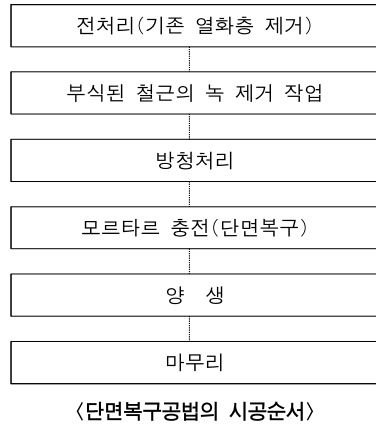 전처리(기존 열화층 제거)
부식된 철근의 녹 제거 작업
방청처리
모르타르 충전(단면복구)
양 생
마무리
〈단면복구공법의 시공순서〉